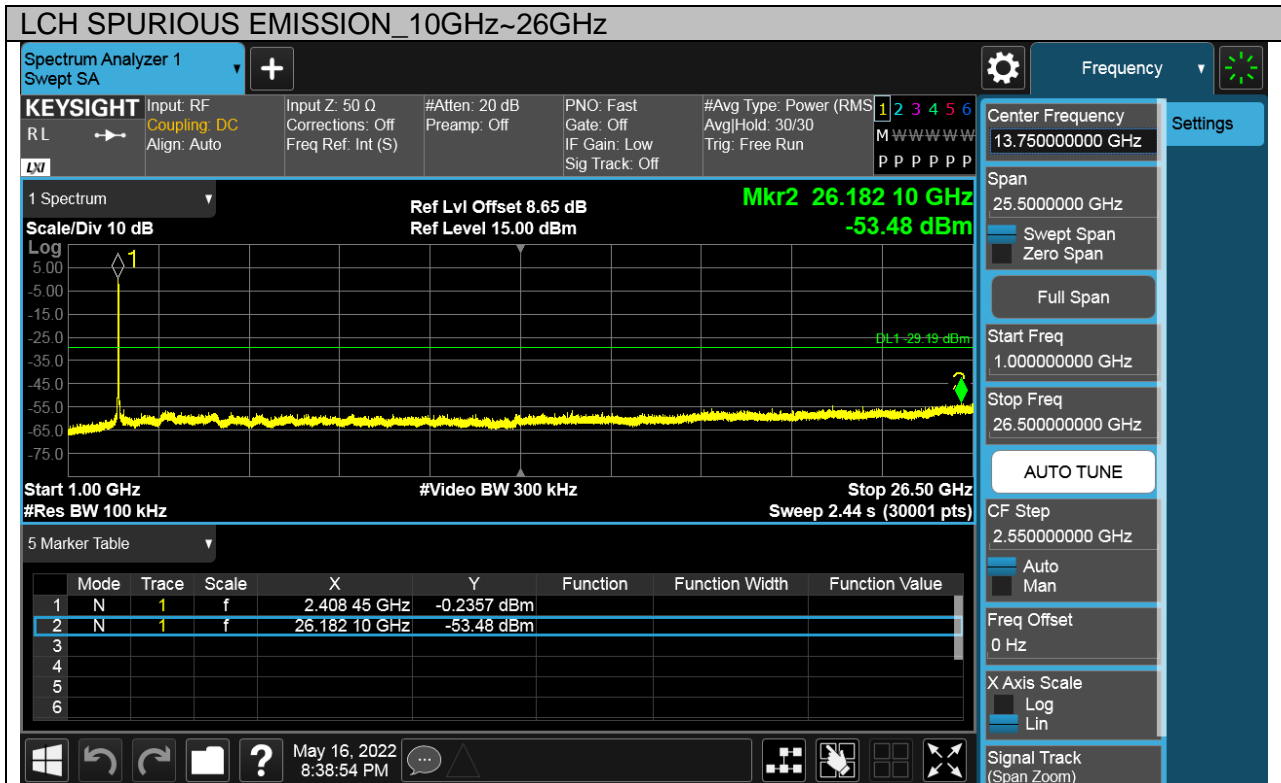 LCH SPURIOUS EMISSION_10GHz~26GHz
Spectrum Analyzer 1
Swept SA
Frequency
KEYSIGHT
R L
LXI
Input: RF
Coupling: DC
Align: Auto
Input Z: 50 Ω
Corrections: Off
Freq Ref: Int (S)
#Atten: 20 dB
Preamp: Off
PNO: Fast
Gate: Off
IF Gain: Low
Sig Track: Off
#Avg Type: Power (RMS
Avg|Hold: 30/30
Trig: Free Run
1 2 3 4 5 6
M W W W W W
P P P P P P
1 Spectrum
Scale/Div 10 dB
Ref Lvl Offset 8.65 dB
Ref Level 15.00 dBm
Mkr2 26.182 10 GHz
-53.48 dBm
Log
5.00
-5.00
-15.0
-25.0
-35.0
-45.0
-55.0
-65.0
-75.0
1
DL1 -29.19 dBm
2
Start 1.00 GHz
#Video BW 300 kHz
Stop 26.50 GHz
#Res BW 100 kHz
Sweep 2.44 s (30001 pts)
5 Marker Table
Mode Trace Scale X Y Function Function Width Function Value
1 N 1 f 2.408 45 GHz -0.2357 dBm
2 N 1 f 26.182 10 GHz -53.48 dBm
3
4
5
6
May 16, 2022
8:38:54 PM
Center Frequency
13.750000000 GHz
Settings
Span
25.5000000 GHz
Swept Span
Zero Span
Full Span
Start Freq
1.000000000 GHz
Stop Freq
26.500000000 GHz
AUTO TUNE
CF Step
2.550000000 GHz
Auto
Man
Freq Offset
0 Hz
X Axis Scale
Log
Lin
Signal Track
(Span Zoom)